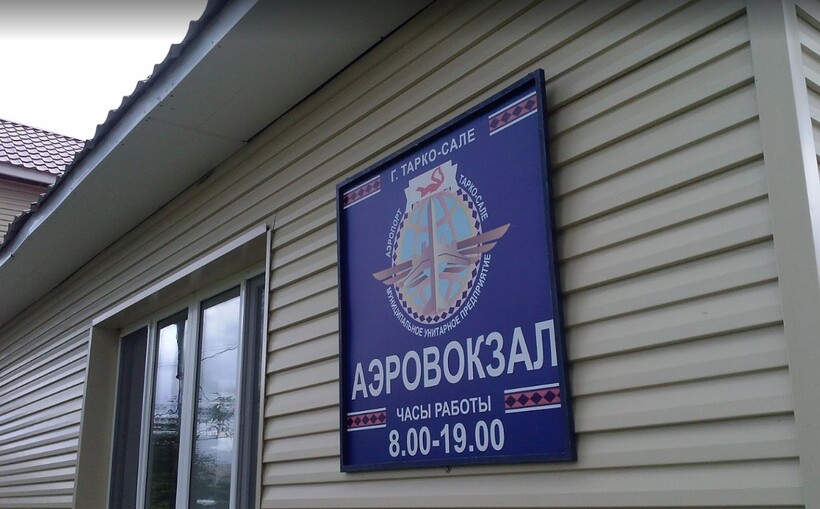 Г. ТАРКО-САЛЕ
АЭРОПОРТ ТАРКО-САЛЕ
МУНИЦИПАЛЬНОЕ УНИТАРНОЕ ПРЕДПРИЯТИЕ
АЭРОВОКЗАЛ
ЧАСЫ РАБОТЫ
8.00-19.00